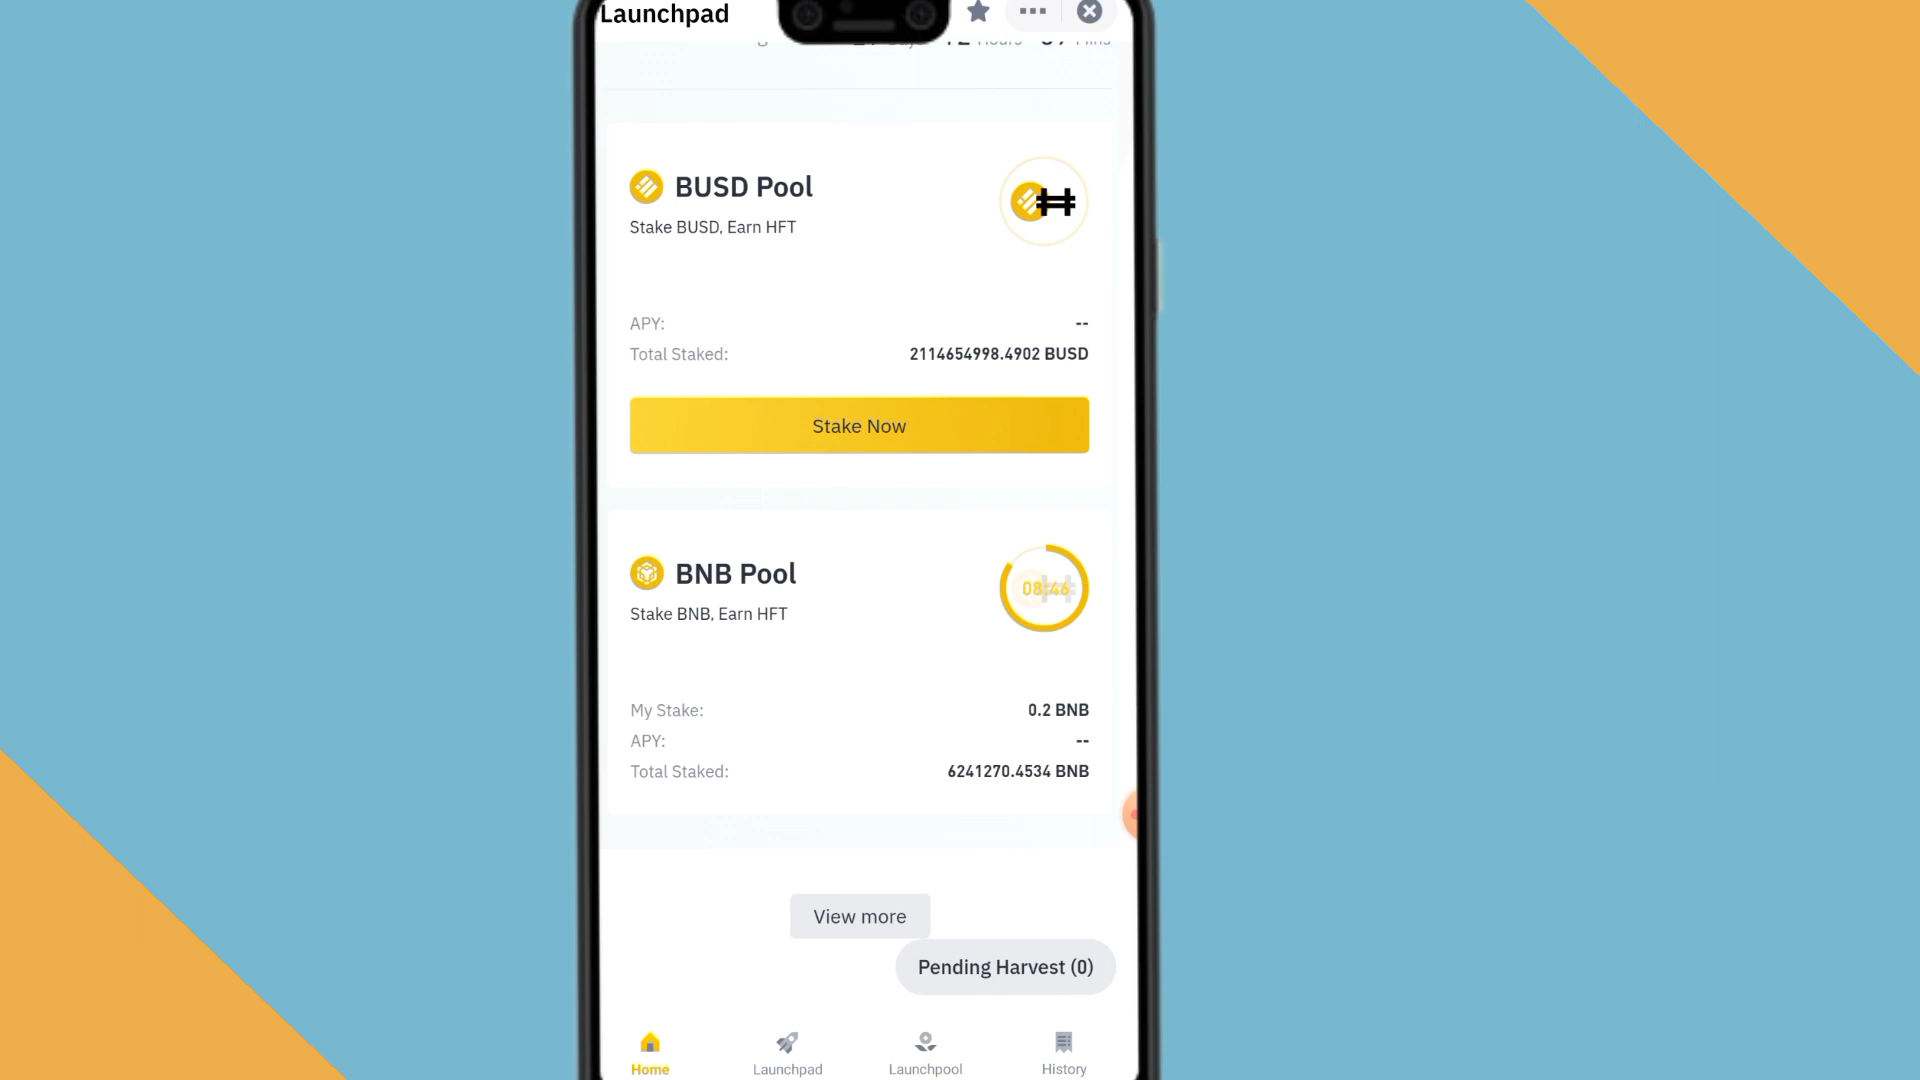 Launchpad
BUSD Pool
Stake BUSD, Earn HFT
APY:
--
Total Staked:
2114654998.4902 BUSD
Stake Now
BNB Pool
08:46
Stake BNB, Earn HFT
My Stake:
0.2 BNB
APY:
--
Total Staked:
6241270.4534 BNB
View more
Pending Harvest (0)
Home
Launchpad
Launchpool
History